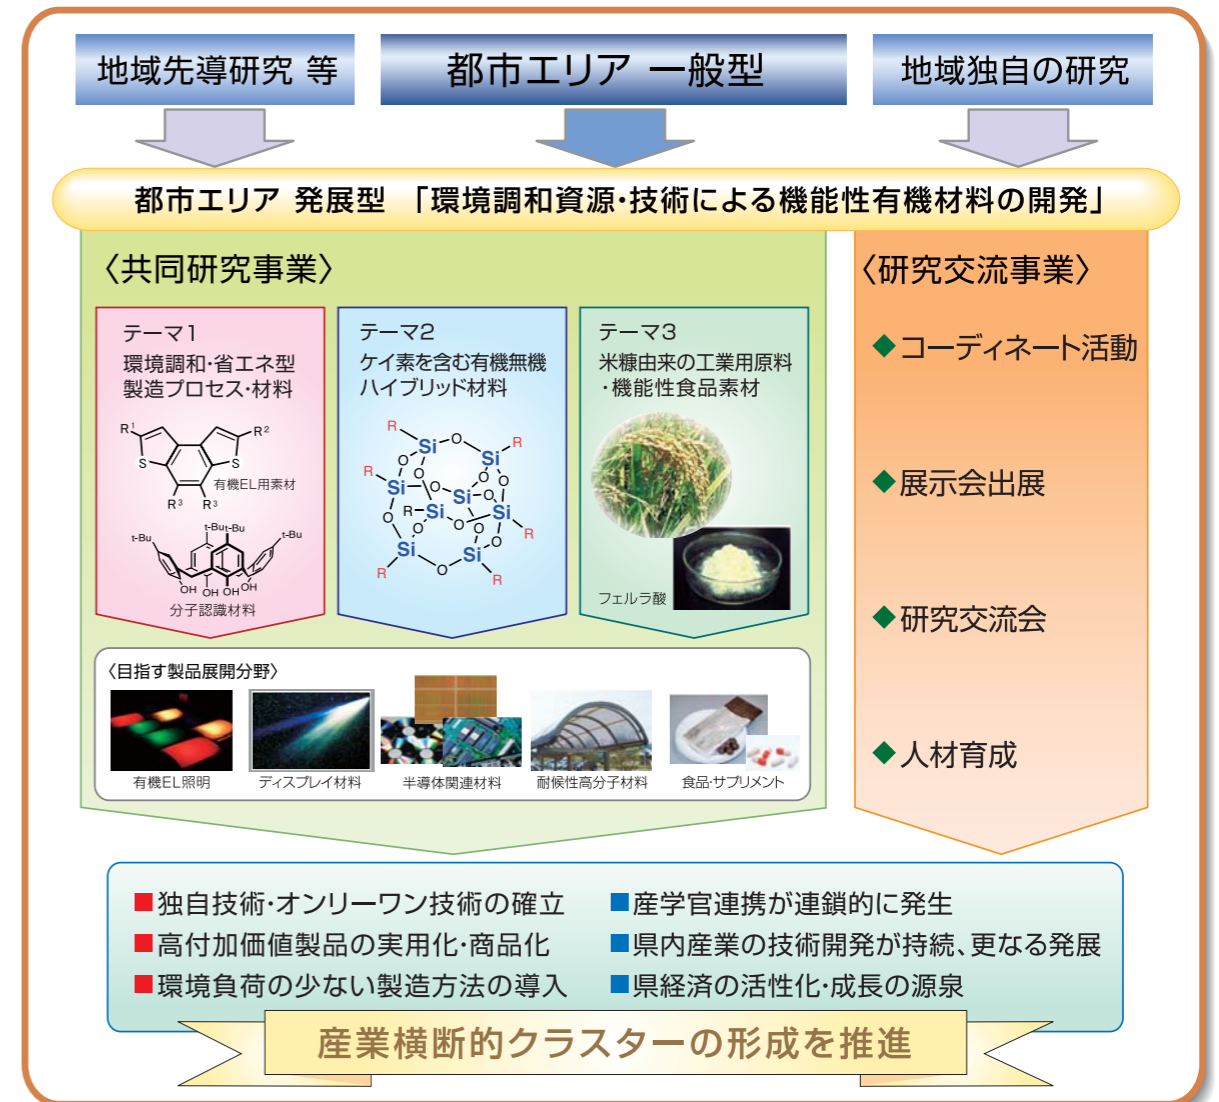 地域先導研究 等
都市エリア 一般型
地域独自の研究
都市エリア 発展型 「環境調和資源・技術による機能性有機材料の開発」
〈共同研究事業〉
テーマ1
環境調和・省エネ型
製造プロセス・材料
R1
R2
S
S
有機EL用素材
R3
R3
t-Bu
t-Bu
t-Bu
t-Bu
OH
OH
OH
OH
分子認識材料
テーマ2
ケイ素を含む有機無機
ハイブリッド材料
R
Si
O
Si
R
R
O
O
O
O
Si
Si
O
R
Si
O
Si
O
O
O
O
R
Si
Si
O
R
O
R
テーマ3
米糠由来の工業用原料
・機能性食品素材
フェルラ酸
〈目指す製品展開分野〉
有機EL照明
ディスプレイ材料
半導体関連材料
耐候性高分子材料
食品・サプリメント
〈研究交流事業〉
◆コーディネート活動
◆展示会出展
◆研究交流会
◆人材育成
■独自技術・オンリーワン技術の確立
■高付加価値製品の実用化・商品化
■環境負荷の少ない製造方法の導入
■産学官連携が連鎖的に発生
■県内産業の技術開発が持続、更なる発展
■県経済の活性化・成長の源泉
産業横断的クラスターの形成を推進